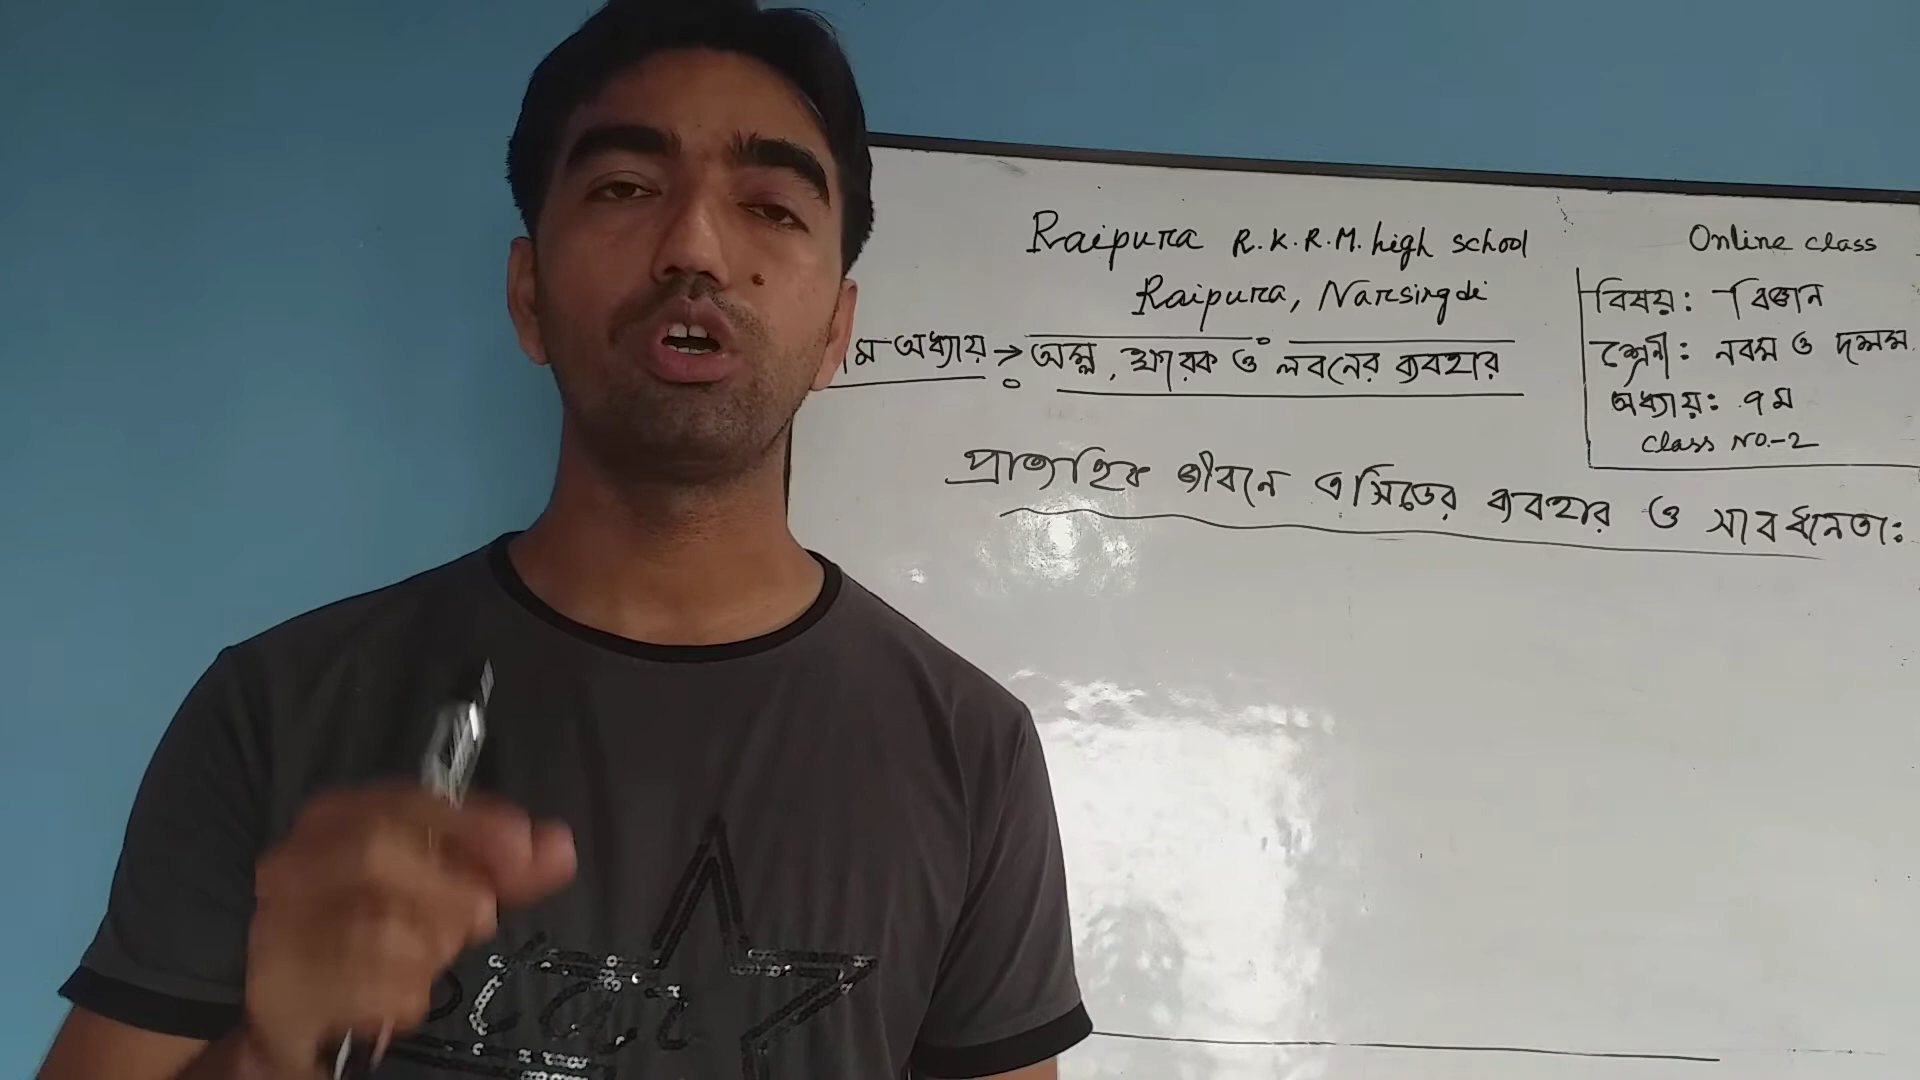 Raipura R.K.R.M. high school
Raipura, Narsingdi
ম অধ্যায় → অম্ল, ক্ষারক ও লবনের ব্যবহার
Online class
বিষয়: বিজ্ঞান
শ্রেনী: নবম ও দশম
অধ্যায়: ৭ম
Class No.-2
প্রাত্যহিক জীবনে এসিডের ব্যবহার ও সাবধানতা:
Star